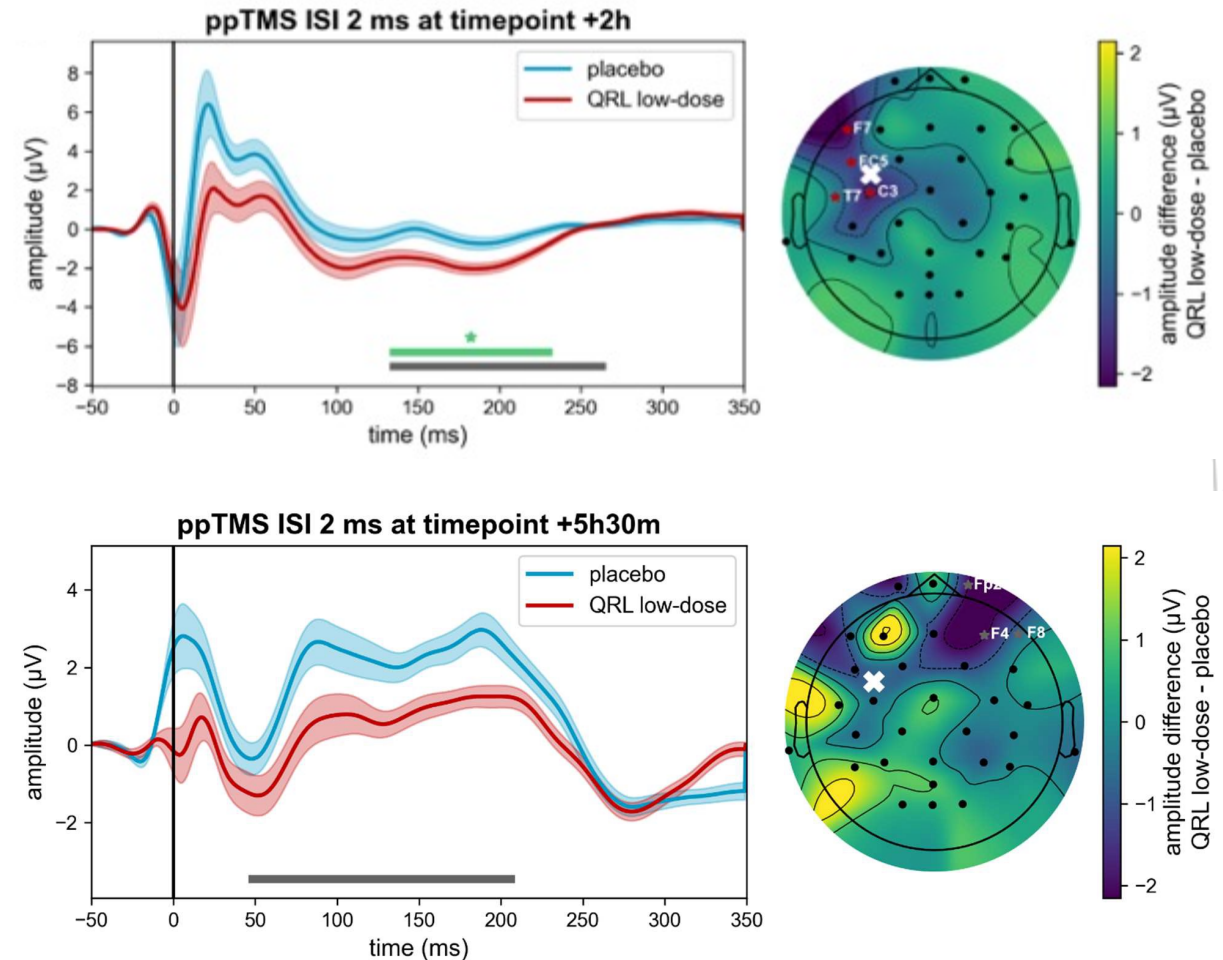 ppTMS ISI 2 ms at timepoint +2h
amplitude (μV)
8
6
4
2
0
−2
−4
−6
−8
placebo
QRL low-dose
−50 0 50 100 150 200 250 300 350
time (ms)
F7
FC5
T7 C3
2
1
0
−1
−2
amplitude difference (μV)
QRL low-dose - placebo
ppTMS ISI 2 ms at timepoint +5h30m
amplitude (μV)
4
2
0
−2
placebo
QRL low-dose
−50 0 50 100 150 200 250 300 350
time (ms)
F4 F8
2
1
0
−1
−2
amplitude difference (μV)
QRL low-dose - placebo